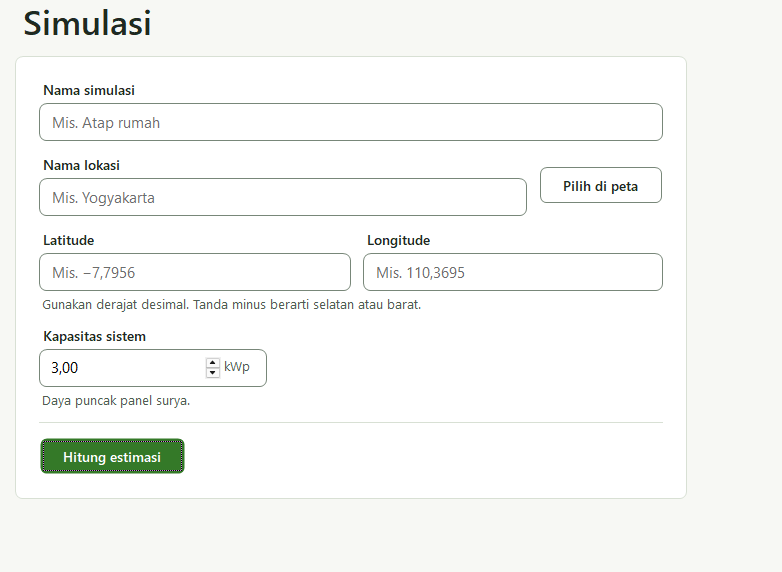 Simulasi
Nama simulasi
Mis. Atap rumah
Nama lokasi
Mis. Yogyakarta
Pilih di peta
Latitude
Longitude
Mis. −7,7956
Mis. 110,3695
Gunakan derajat desimal. Tanda minus berarti selatan atau barat.
Kapasitas sistem
3,00 kWp
Daya puncak panel surya.
Hitung estimasi